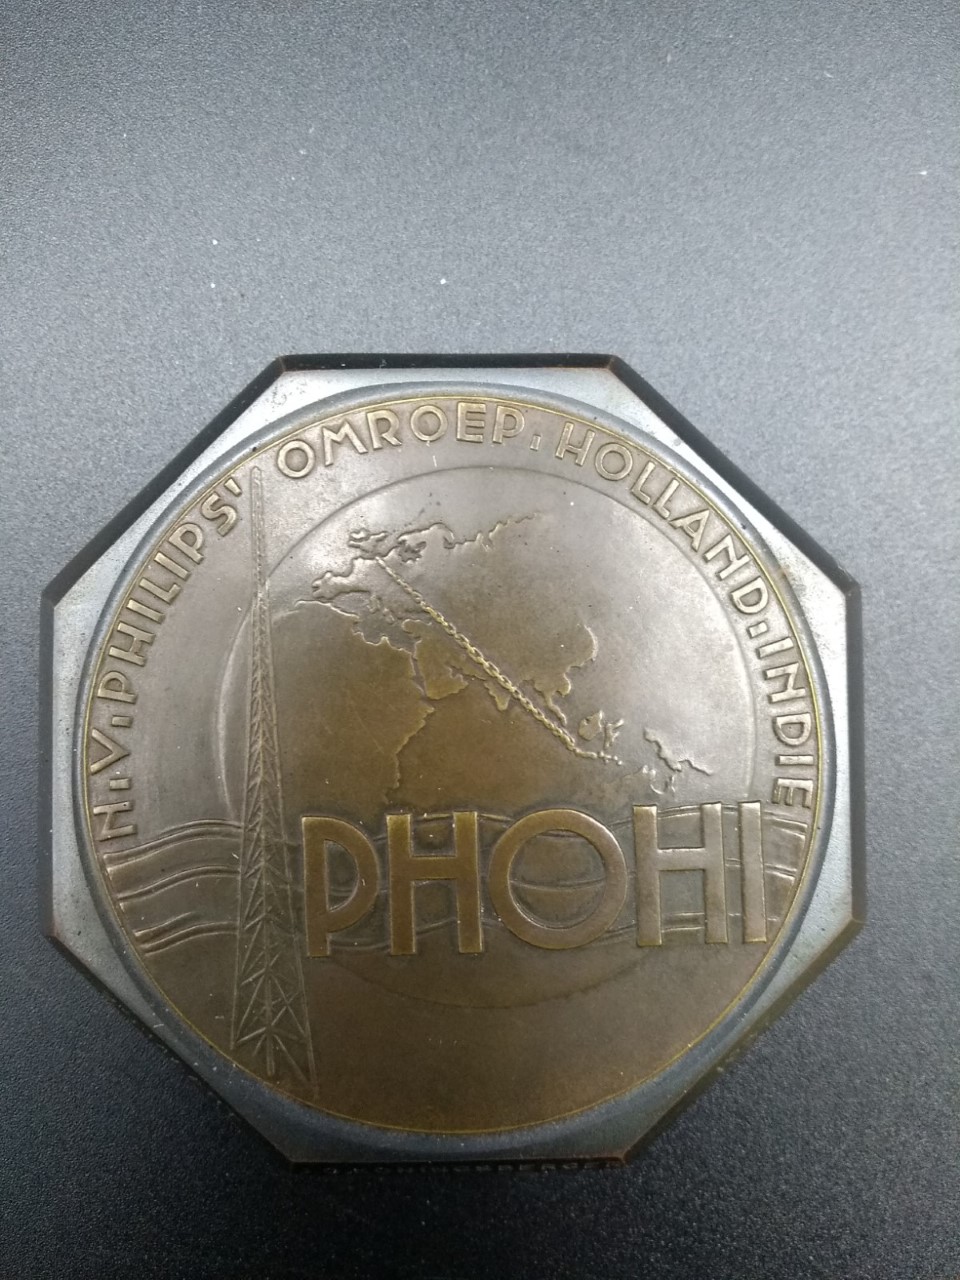 N.V. PHILIPS' OMROEP. HOLLAND. INDIE
PHOHI